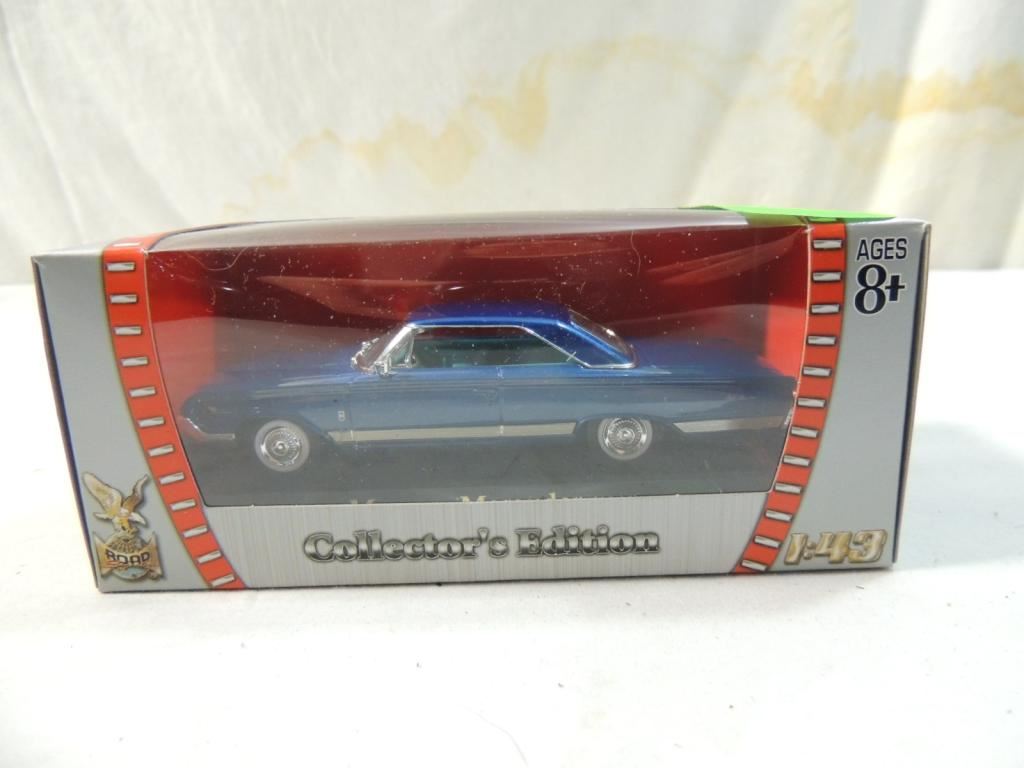 AGES
8+
ROAD
Collector's Edition
1:43